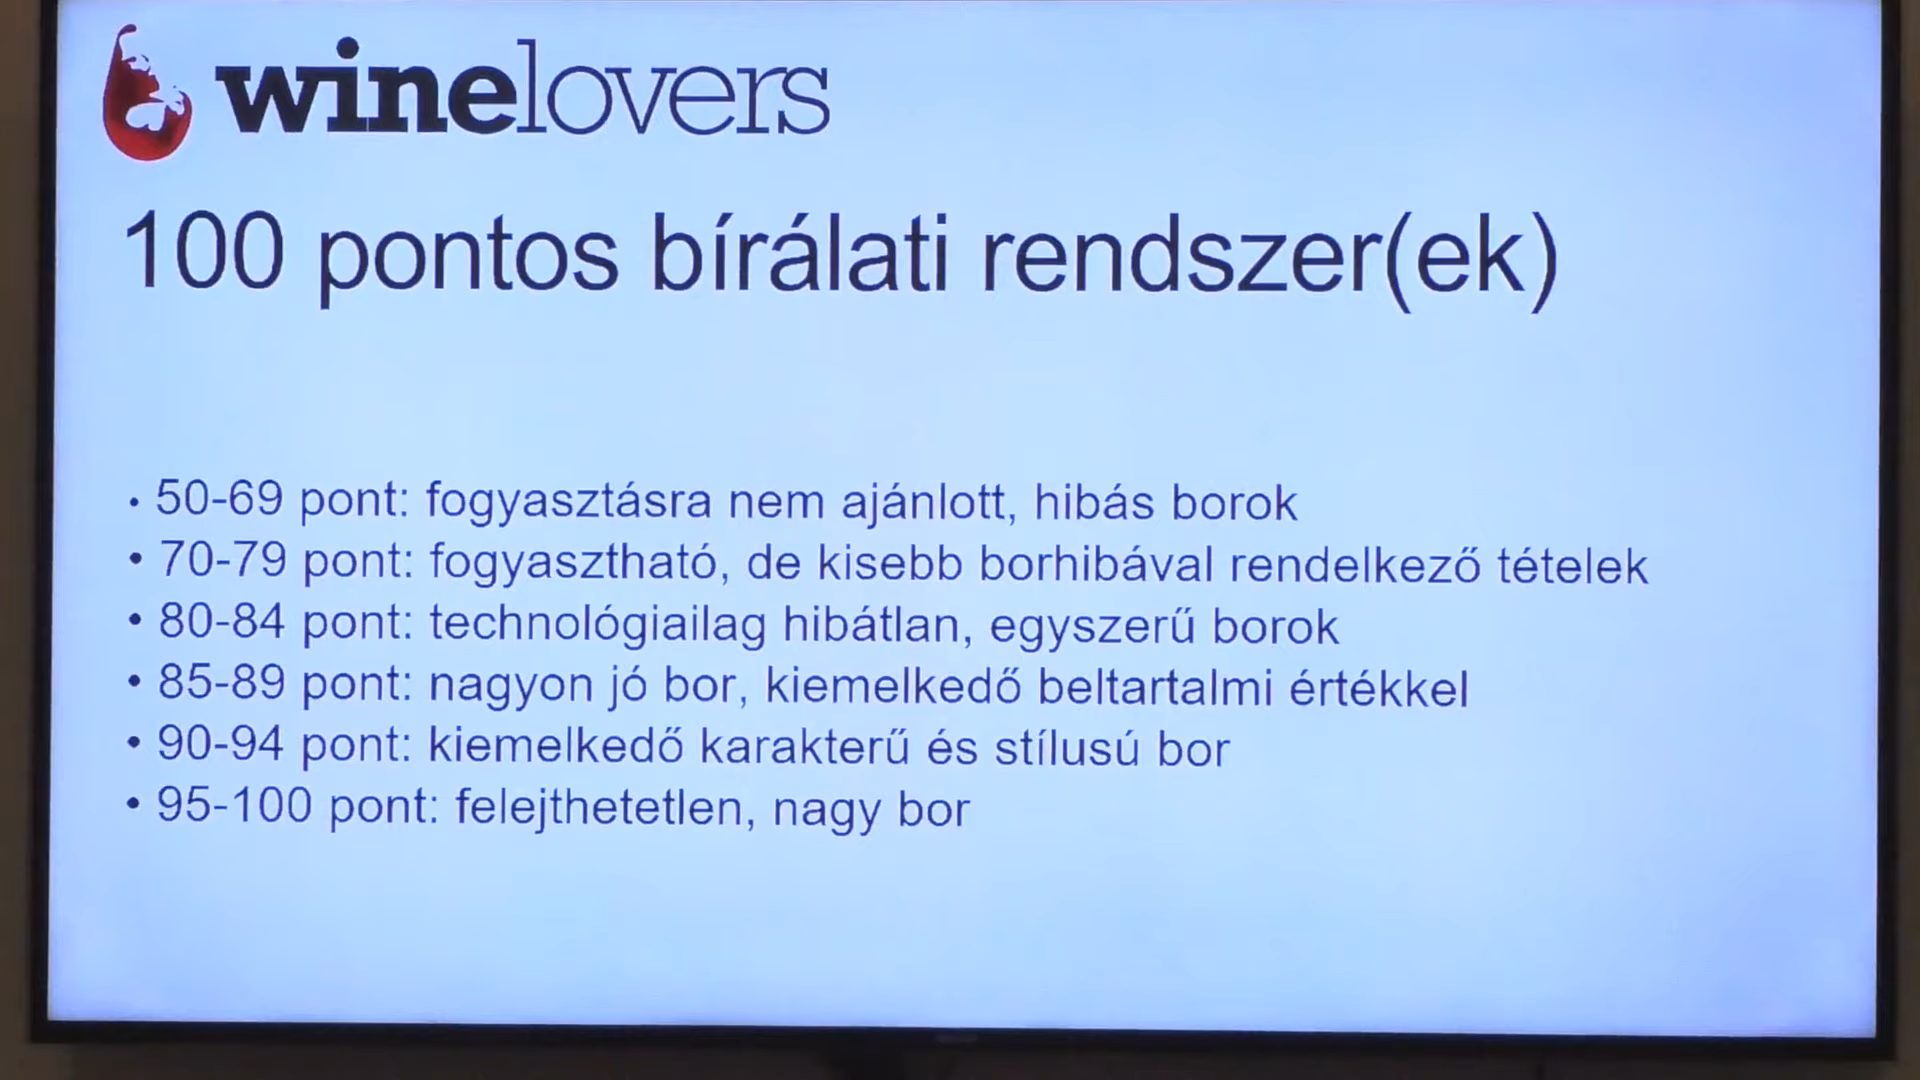 winelovers
100 pontos bírálati rendszer(ek)
• 50-69 pont: fogyasztásra nem ajánlott, hibás borok
• 70-79 pont: fogyasztható, de kisebb borhibával rendelkező tételek
• 80-84 pont: technológiailag hibátlan, egyszerű borok
• 85-89 pont: nagyon jó bor, kiemelkedő beltartalmi értékkel
• 90-94 pont: kiemelkedő karakterű és stílusú bor
• 95-100 pont: felejthetetlen, nagy bor